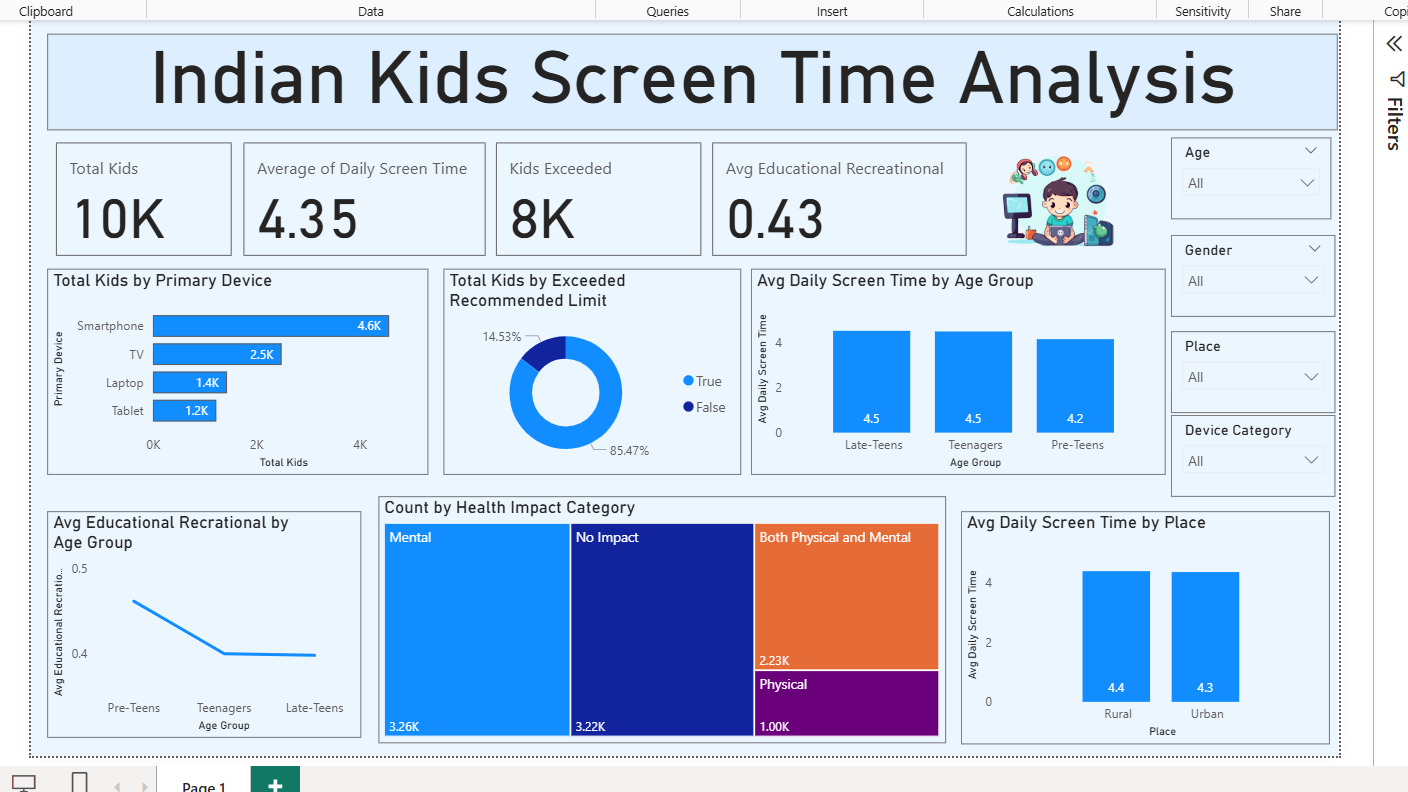 Clipboard
Data
Queries
Insert
Calculations
Sensitivity
Share
Filters
Indian Kids Screen Time Analysis
Total Kids
10K
Average of Daily Screen Time
4.35
Kids Exceeded
8K
Avg Educational Recreatinonal
0.43
Age
All
Gender
All
Place
All
Device Category
All
Total Kids by Primary Device
Primary Device
Smartphone
4.6K
TV
2.5K
Laptop
1.4K
Tablet
1.2K
0K
2K
4K
Total Kids
Total Kids by Exceeded
Recommended Limit
14.53%
85.47%
True
False
Avg Daily Screen Time by Age Group
Avg Daily Screen Time
4
2
0
4.5
4.5
4.2
Late-Teens
Teenagers
Pre-Teens
Age Group
Avg Educational Recrational by
Age Group
Avg Educational Recratio...
0.5
0.4
Pre-Teens
Teenagers
Late-Teens
Age Group
Count by Health Impact Category
Mental
3.26K
No Impact
3.22K
Both Physical and Mental
2.23K
Physical
1.00K
Avg Daily Screen Time by Place
Avg Daily Screen Time
4
2
0
4.4
4.3
Rural
Urban
Place
Page 1